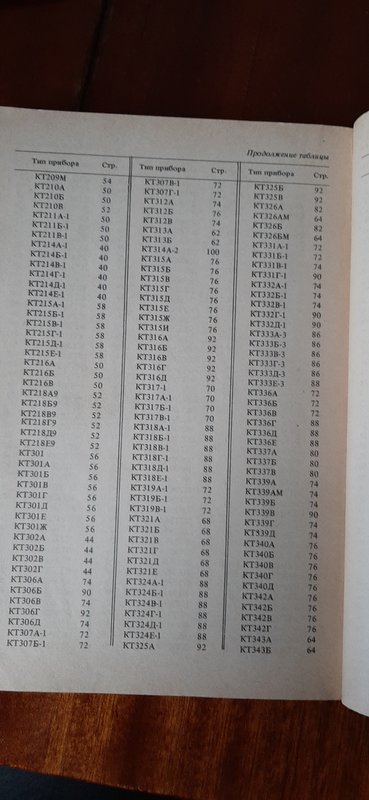 Продолжение таблицы
Тип прибора Стр.
КТ209М 54
КТ210А 50
КТ210Б 50
КТ210В 52
КТ211А-1 50
КТ211Б-1 50
КТ211В-1 50
КТ214А-1 40
КТ214Б-1 40
КТ214В-1 40
КТ214Г-1 40
КТ214Д-1 40
КТ214Е-1 40
КТ215А-1 58
КТ215Б-1 58
КТ215В-1 58
КТ215Г-1 58
КТ215Д-1 58
КТ215Е-1 58
КТ216А 50
КТ216Б 50
КТ216В 50
КТ218А9 52
КТ218Б9 52
КТ218В9 52
КТ218Г9 52
КТ218Д9 52
КТ218Е9 52
КТ301 56
КТ301А 56
КТ301Б 56
КТ301В 56
КТ301Г 56
КТ301Д 56
КТ301Е 56
КТ301Ж 56
КТ302А 44
КТ302Б 44
КТ302В 44
КТ302Г 44
КТ306А 74
КТ306Б 90
КТ306В 74
КТ306Г 92
КТ306Д 74
КТ307А-1 72
КТ307Б-1 72
Тип прибора Стр.
КТ307В-1 72
КТ307Г-1 72
КТ312А 74
КТ312Б 76
КТ312В 74
КТ313А 62
КТ313Б 62
КТ314А-2 100
КТ315А 76
КТ315Б 76
КТ315В 76
КТ315Г 76
КТ315Д 76
КТ315Е 76
КТ315Ж 76
КТ315И 76
КТ316А 92
КТ316Б 92
КТ316В 92
КТ316Г 92
КТ316Д 92
КТ317-1 70
КТ317А-1 70
КТ317Б-1 70
КТ317В-1 70
КТ318А-1 88
КТ318Б-1 88
КТ318В-1 88
КТ318Г-1 88
КТ318Д-1 88
КТ318Е-1 88
КТ319А-1 72
КТ319Б-1 72
КТ319В-1 72
КТ321А 68
КТ321Б 68
КТ321В 68
КТ321Г 68
КТ321Д 68
КТ321Е 68
КТ324А-1 88
КТ324Б-1 88
КТ324В-1 88
КТ324Г-1 88
КТ324Д-1 88
КТ324Е-1 88
КТ325А 92
Тип прибора Стр.
КТ325Б 92
КТ325В 92
КТ326А 82
КТ326АМ 64
КТ326Б 82
КТ326БМ 64
КТ331А-1 72
КТ331Б-1 72
КТ331В-1 74
КТ331Г-1 90
КТ332А-1 74
КТ332Б-1 74
КТ332В-1 74
КТ332Г-1 90
КТ332Д-1 90
КТ333А-3 86
КТ333Б-3 86
КТ333В-3 86
КТ333Г-3 86
КТ333Д-3 86
КТ333Е-3 88
КТ336А 72
КТ336Б 72
КТ336В 72
КТ336Г 88
КТ336Д 88
КТ336Е 88
КТ337А 80
КТ337Б 80
КТ337В 80
КТ339А 74
КТ339АМ 74
КТ339Б 74
КТ339В 90
КТ339Г 74
КТ339Д 74
КТ340А 76
КТ340Б 76
КТ340В 76
КТ340Г 76
КТ340Д 76
КТ342А 76
КТ342Б 76
КТ342В 76
КТ342Г 76
КТ343А 64
КТ343Б 64